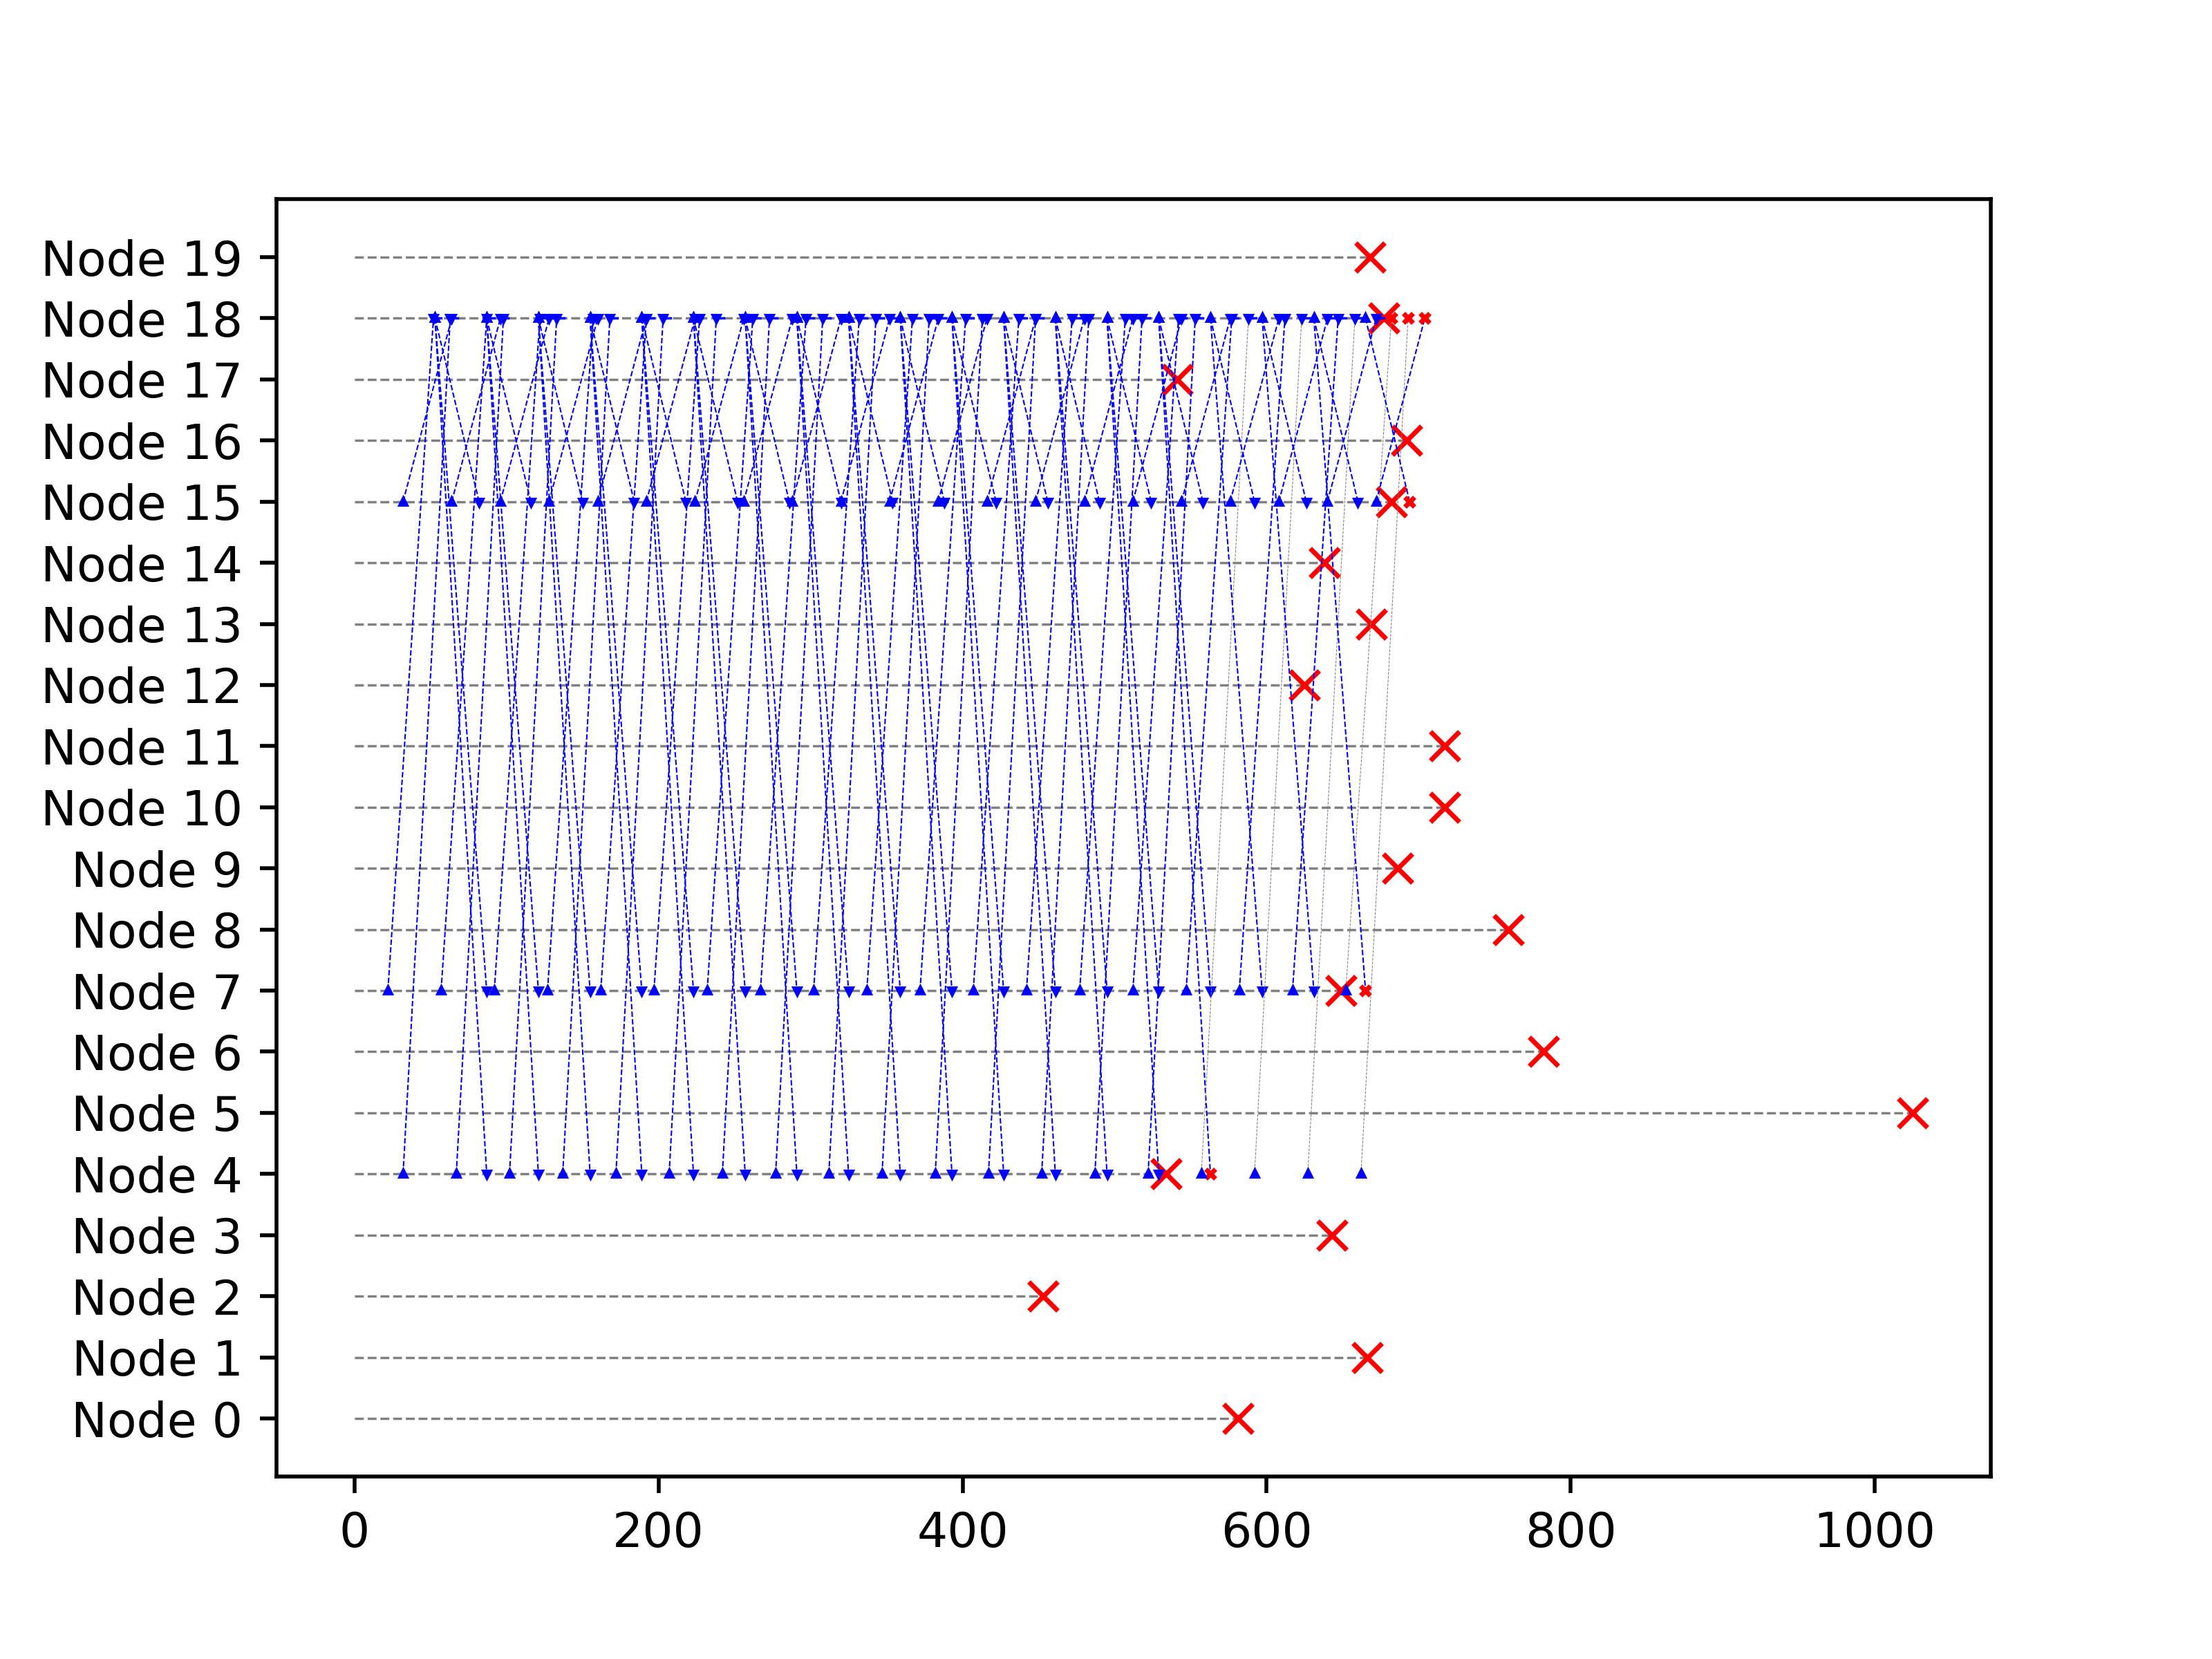 Node 19
Node 18
Node 17
Node 16
Node 15
Node 14
Node 13
Node 12
Node 11
Node 10
Node 9
Node 8
Node 7
Node 6
Node 5
Node 4
Node 3
Node 2
Node 1
Node 0
0 200 400 600 800 1000